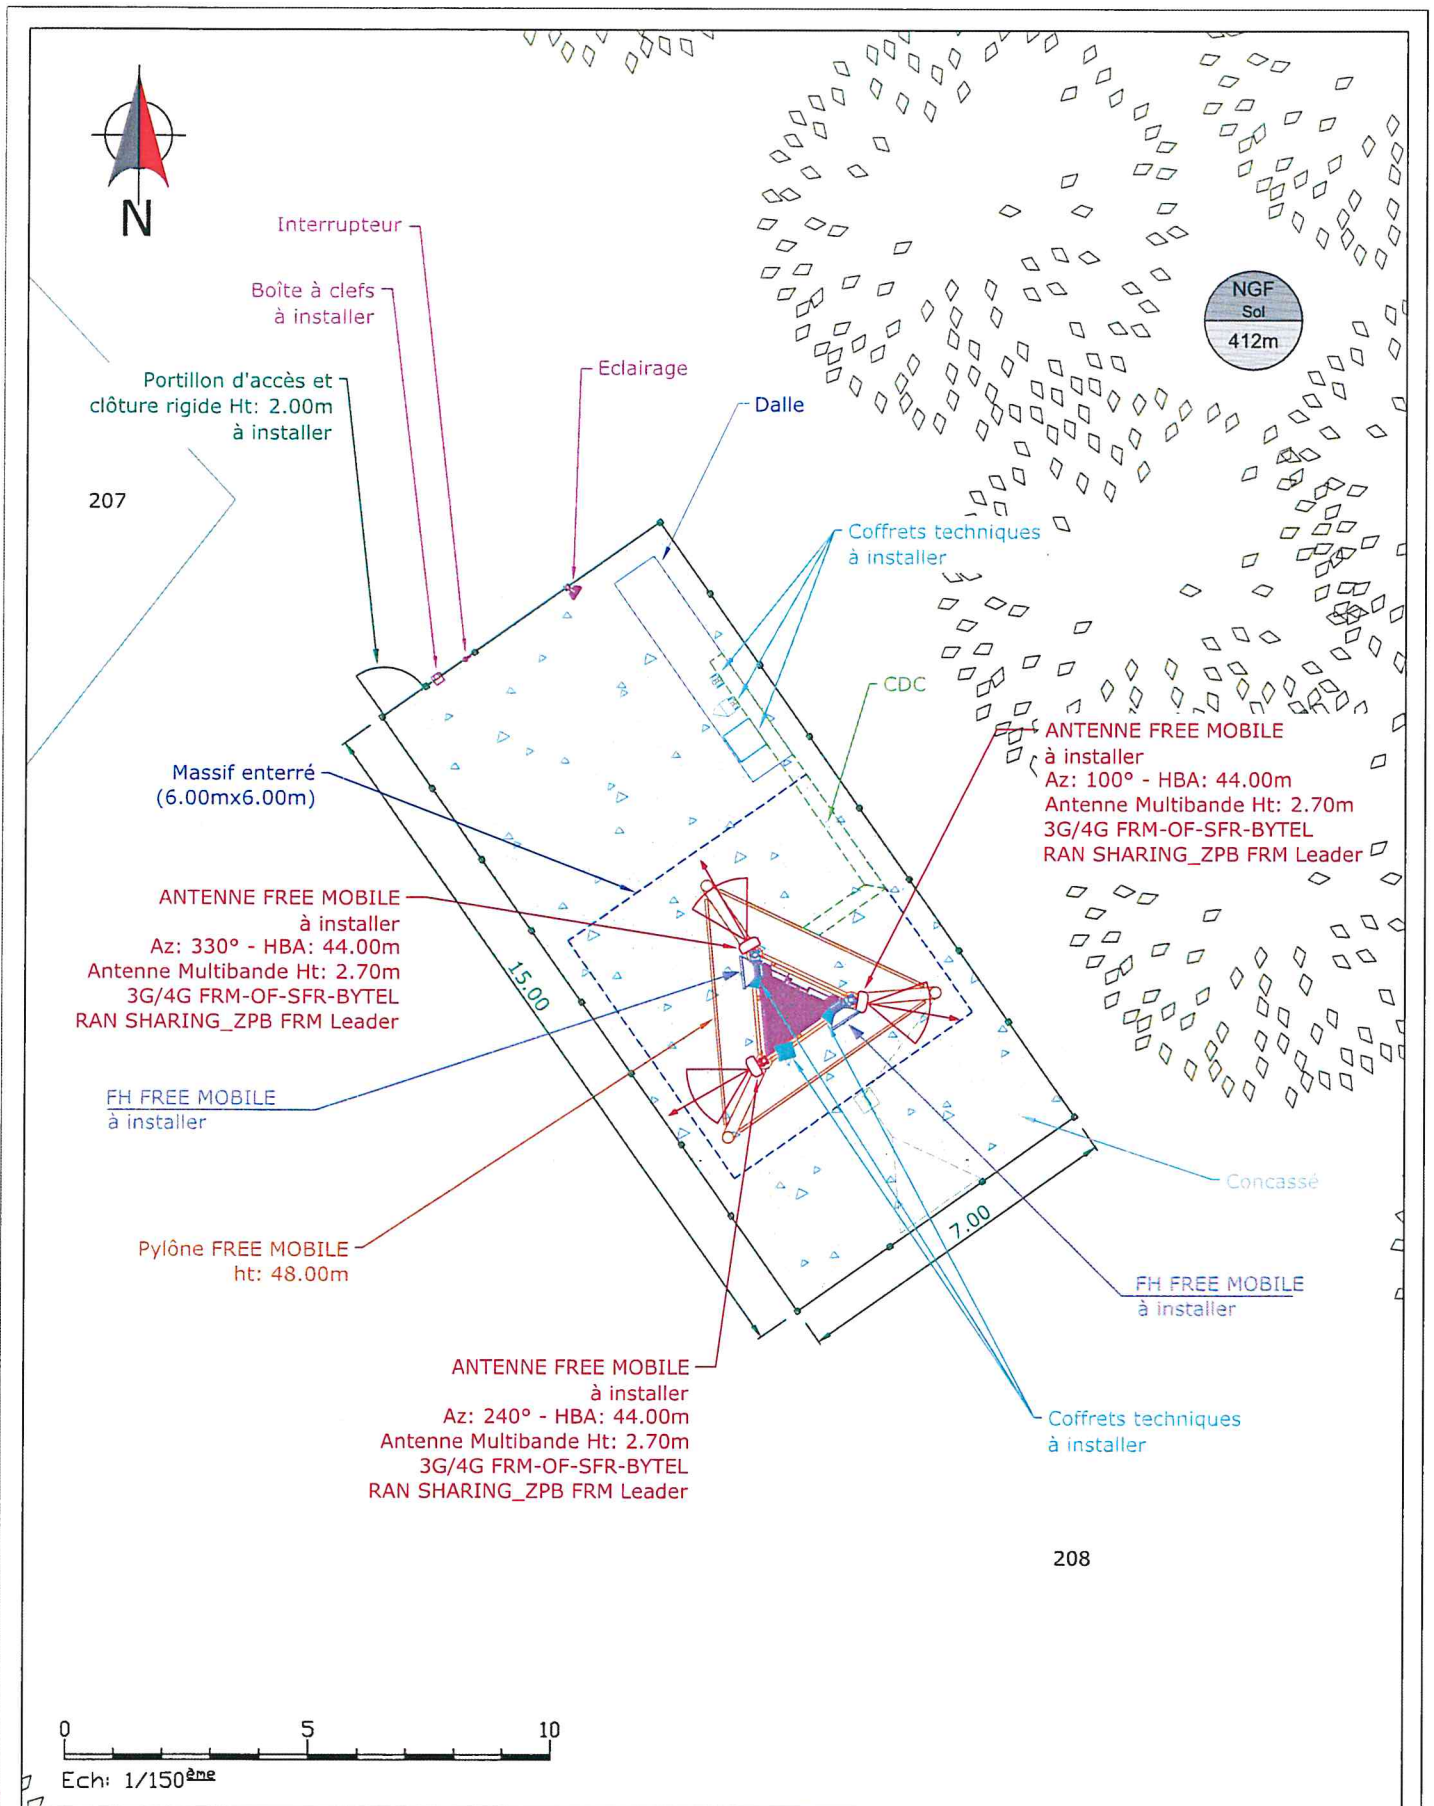 N
Interrupteur
Boîte à clefs
à installer
Portillon d'accès et
clôture rigide Ht: 2.00m
à installer
Eclairage
Dalle
NGF
Sol
412m
207
Coffrets techniques
à installer
CDC
ANTENNE FREE MOBILE
à installer
Az: 100° - HBA: 44.00m
Antenne Multibande Ht: 2.70m
3G/4G FRM-OF-SFR-BYTEL
RAN SHARING_ZPB FRM Leader
Massif enterré
(6.00mx6.00m)
ANTENNE FREE MOBILE
à installer
Az: 330° - HBA: 44.00m
Antenne Multibande Ht: 2.70m
3G/4G FRM-OF-SFR-BYTEL
RAN SHARING_ZPB FRM Leader
15.00
FH FREE MOBILE
à installer
Concassé
7.00
Pylône FREE MOBILE
ht: 48.00m
FH FREE MOBILE
à installer
ANTENNE FREE MOBILE
à installer
Az: 240° - HBA: 44.00m
Antenne Multibande Ht: 2.70m
3G/4G FRM-OF-SFR-BYTEL
RAN SHARING_ZPB FRM Leader
Coffrets techniques
à installer
208
0 5 10
Ech: 1/150ème